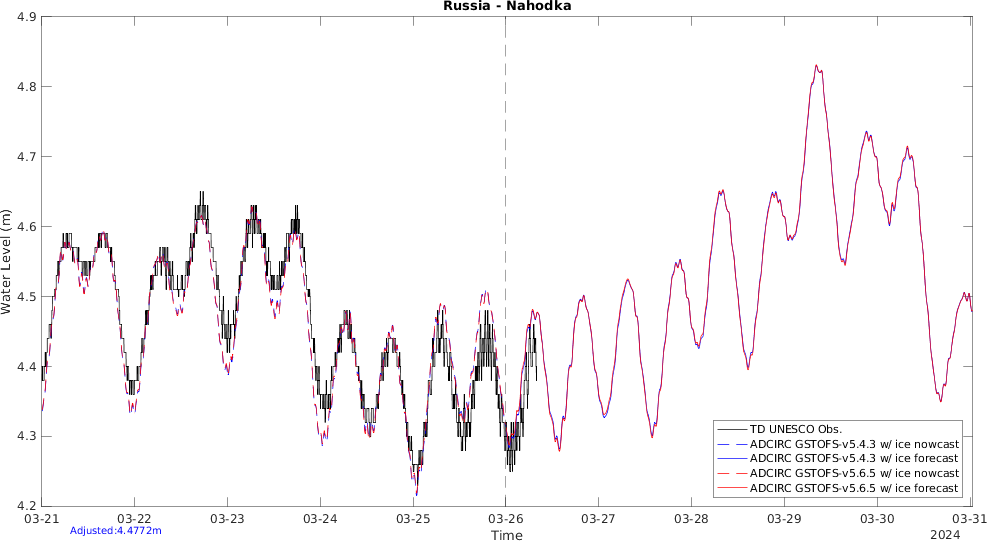 Russia - Nahodka
4.9
4.8
4.7
4.6
4.5
4.4
4.3
4.2
Water Level (m)
TD UNESCO Obs.
ADCIRC GSTOFS-v5.4.3 w/ ice nowcast
ADCIRC GSTOFS-v5.4.3 w/ ice forecast
ADCIRC GSTOFS-v5.6.5 w/ ice nowcast
ADCIRC GSTOFS-v5.6.5 w/ ice forecast
03-21 03-22 03-23 03-24 03-25 03-26 03-27 03-28 03-29 03-30 03-31
Adjusted:4.4772m
Time
2024